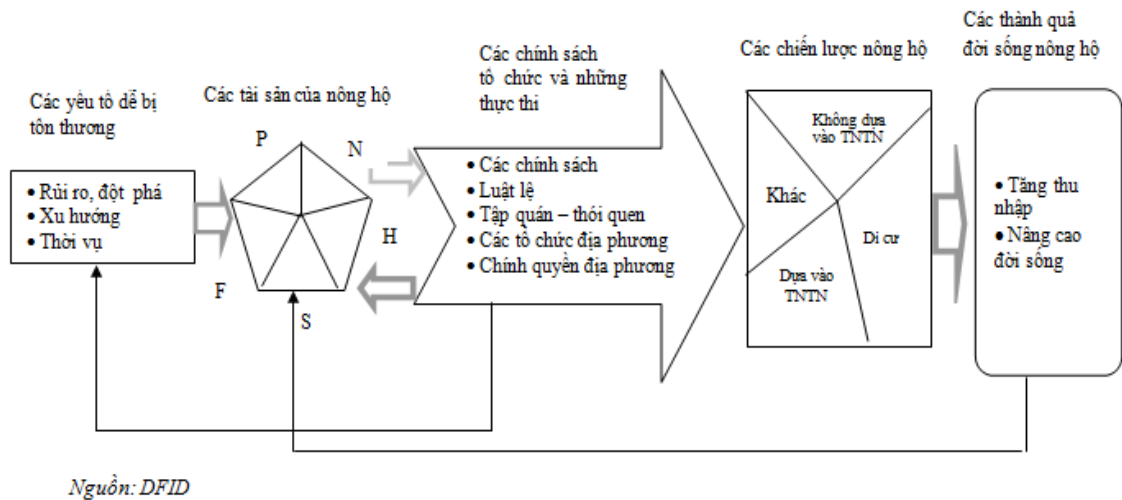 Các yếu tố dễ bị
tôn thương
Các tài sản của nông hộ
Các chính sách
tổ chức và những
thực thi
Các chiến lược nông hộ
Các thành quả
đời sống nông hộ
• Rủi ro, đột phá
• Xu hướng
• Thời vụ
P
N
H
S
F
• Các chính sách
• Luật lệ
• Tập quán – thói quen
• Các tổ chức địa phương
• Chính quyền địa phương
Không dựa
vào TNTN
Khác
Di cư
Dựa vào
TNTN
• Tăng thu
nhập
• Nâng cao
đời sống
Nguồn: DFID